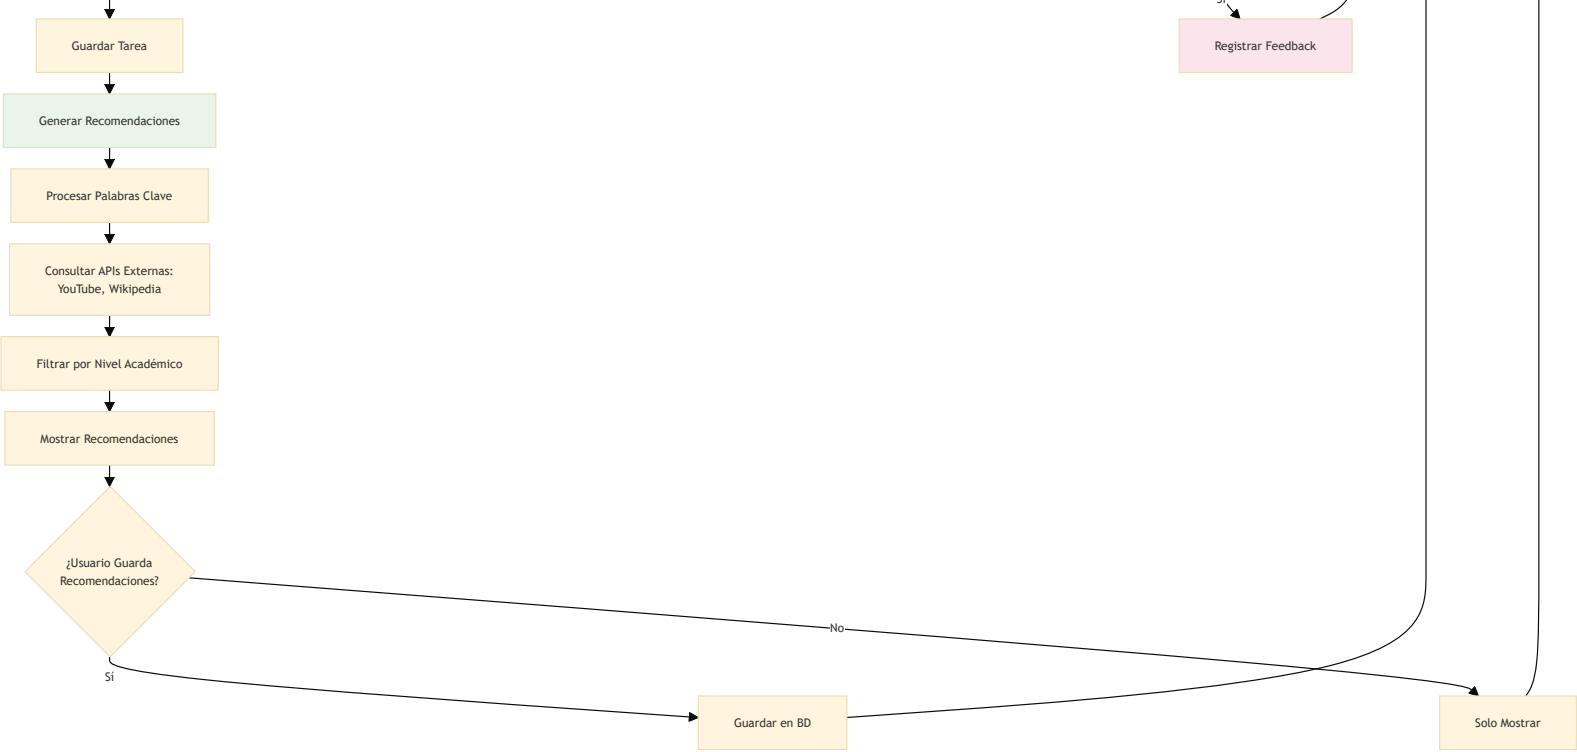 Guardar Tarea
Registrar Feedback
Generar Recomendaciones
Procesar Palabras Clave
Consultar APIs Externas:
YouTube, Wikipedia
Filtrar por Nivel Académico
Mostrar Recomendaciones
¿Usuario Guarda
Recomendaciones?
No
Sí
Guardar en BD
Solo Mostrar